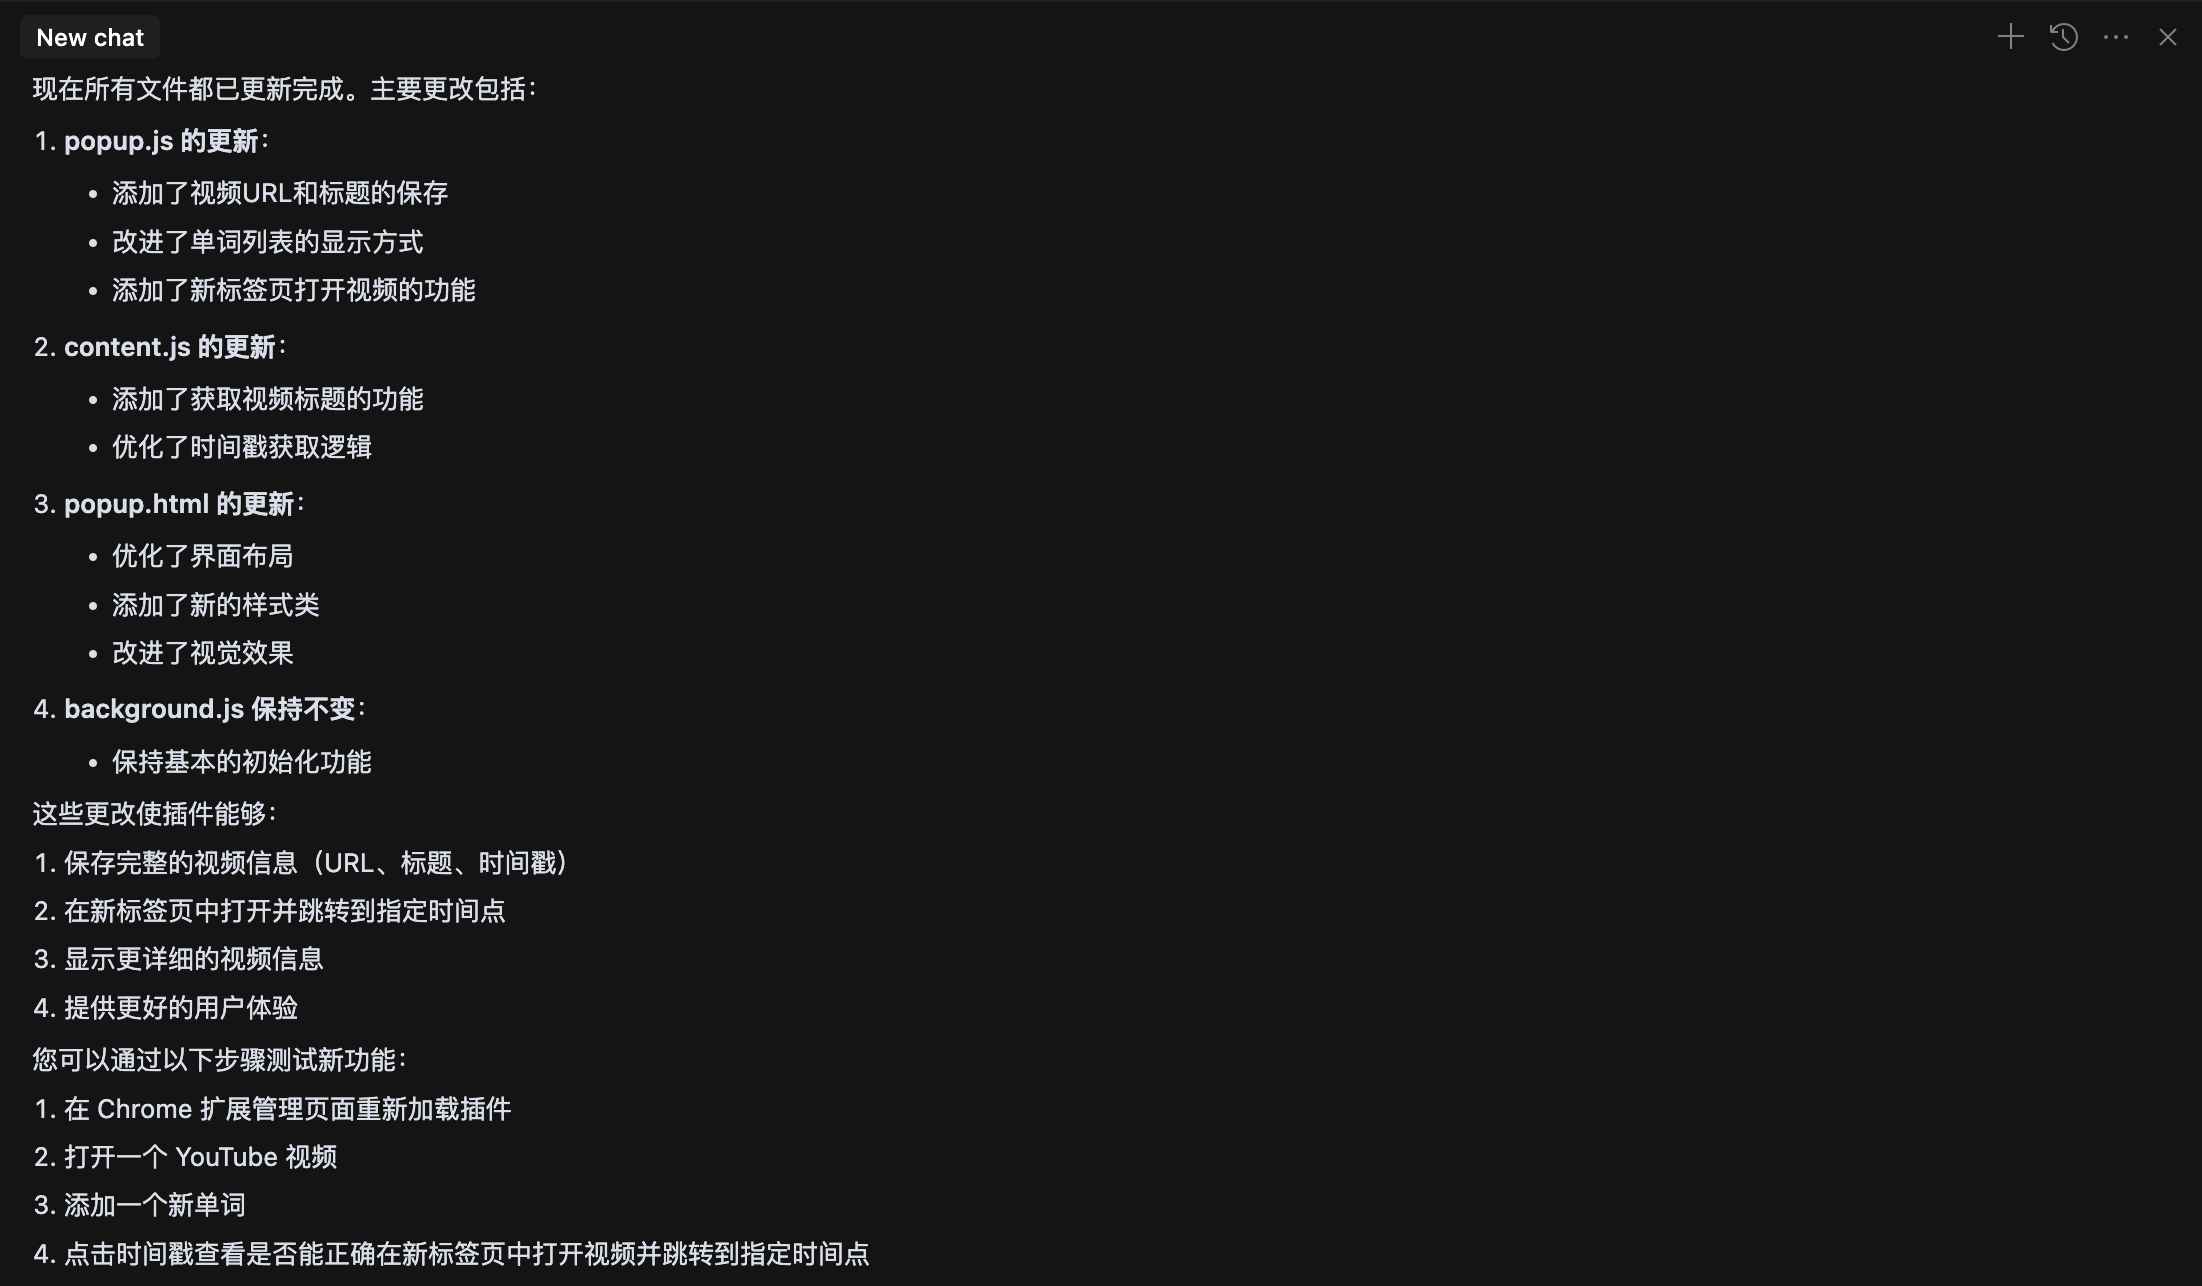 New chat
现在所有文件都已更新完成。主要更改包括：
1. popup.js 的更新：
• 添加了视频URL和标题的保存
• 改进了单词列表的显示方式
• 添加了新标签页打开视频的功能
2. content.js 的更新：
• 添加了获取视频标题的功能
• 优化了时间戳获取逻辑
3. popup.html 的更新：
• 优化了界面布局
• 添加了新的样式类
• 改进了视觉效果
4. background.js 保持不变：
• 保持基本的初始化功能
这些更改使插件能够：
1. 保存完整的视频信息（URL、标题、时间戳）
2. 在新标签页中打开并跳转到指定时间点
3. 显示更详细的视频信息
4. 提供更好的用户体验
您可以通过以下步骤测试新功能：
1. 在 Chrome 扩展管理页面重新加载插件
2. 打开一个 YouTube 视频
3. 添加一个新单词
4. 点击时间戳查看是否能正确在新标签页中打开视频并跳转到指定时间点